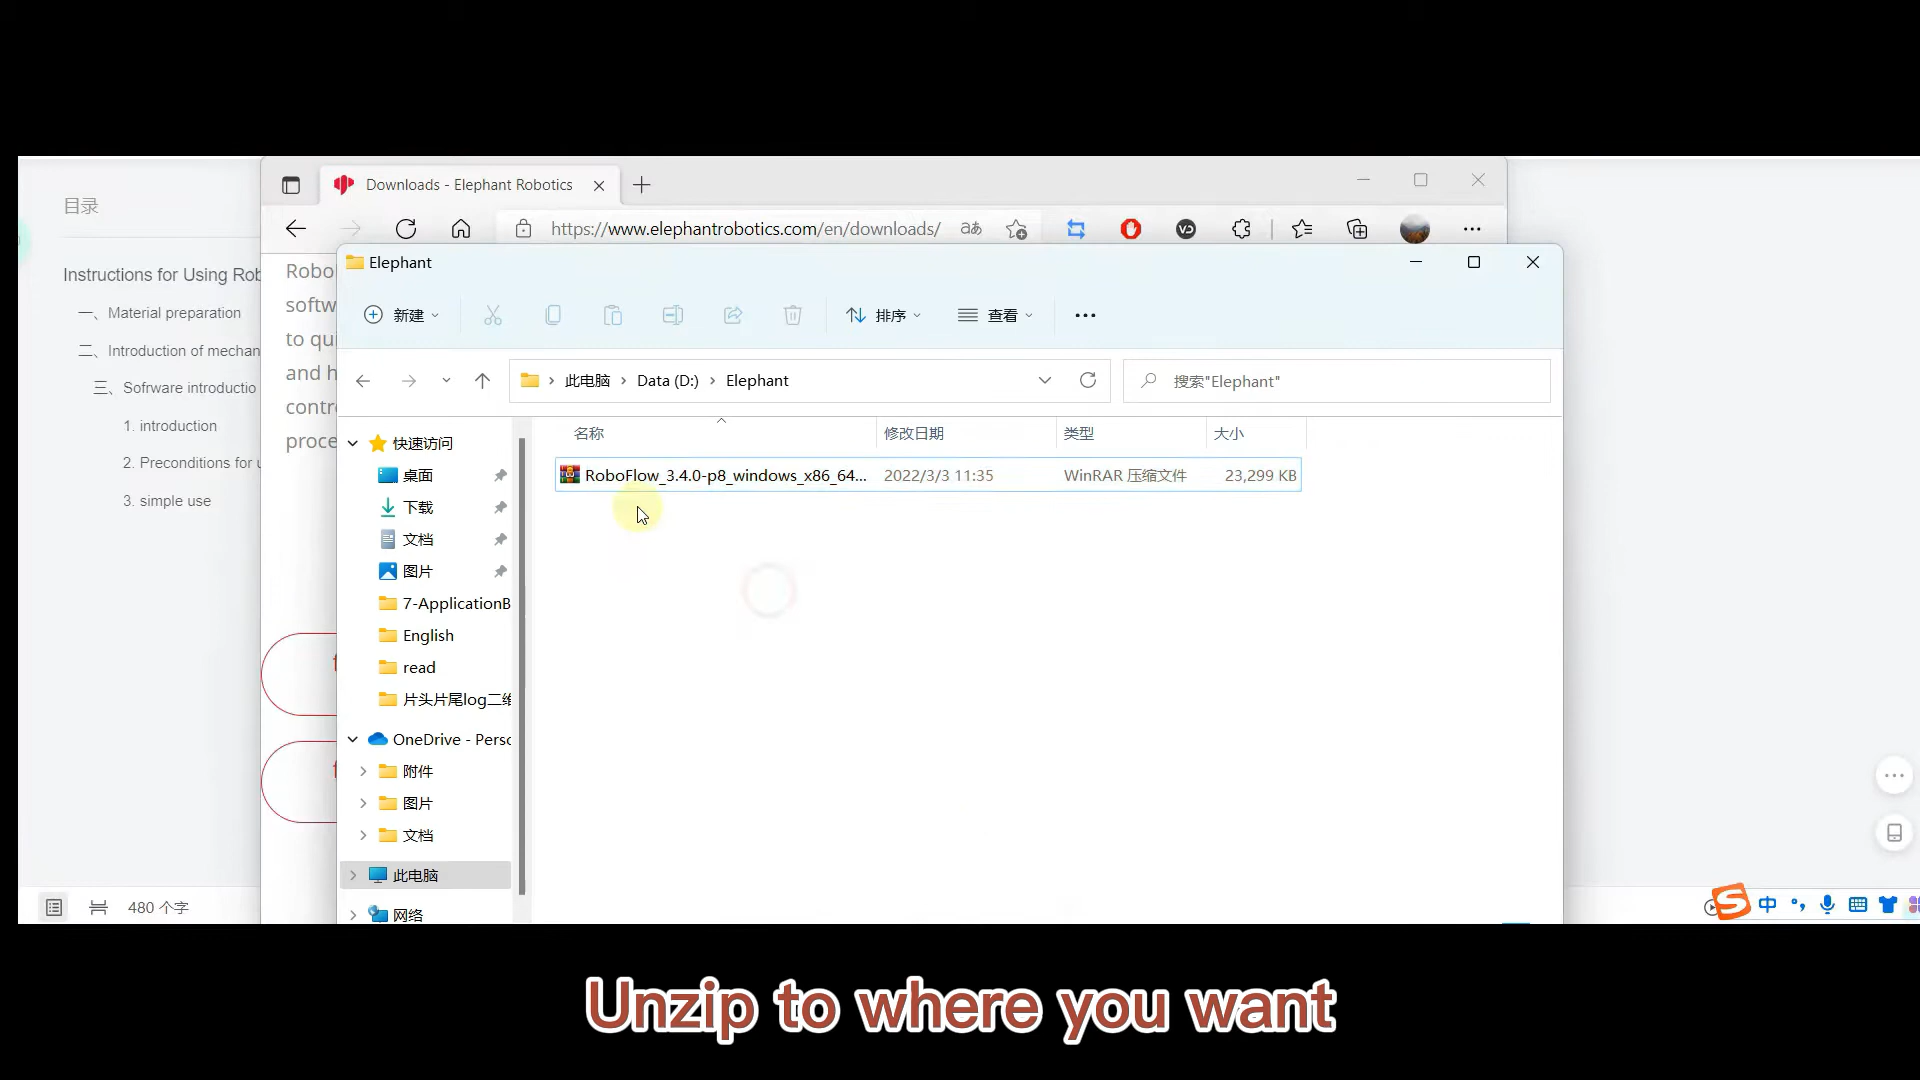 目录
Instructions for Using Rob
一、Material preparation
二、Introduction of mechan
三、Sofrware introductio
1. introduction
2. Preconditions for u
3. simple use
480 个字
Downloads - Elephant Robotics
https://www.elephantrobotics.com/en/downloads/
aあ
Robo
softw
to qui
and h
contro
proce
Elephant
新建
排序
查看
此电脑 > Data (D:) > Elephant
搜索"Elephant"
快速访问
桌面
下载
文档
图片
7-ApplicationB
English
read
片头片尾log二维
OneDrive - Perso
附件
图片
文档
此电脑
网络
名称 修改日期 类型 大小
RoboFlow_3.4.0-p8_windows_x86_64... 2022/3/3 11:35 WinRAR 压缩文件 23,299 KB
中
Unzip to where you want